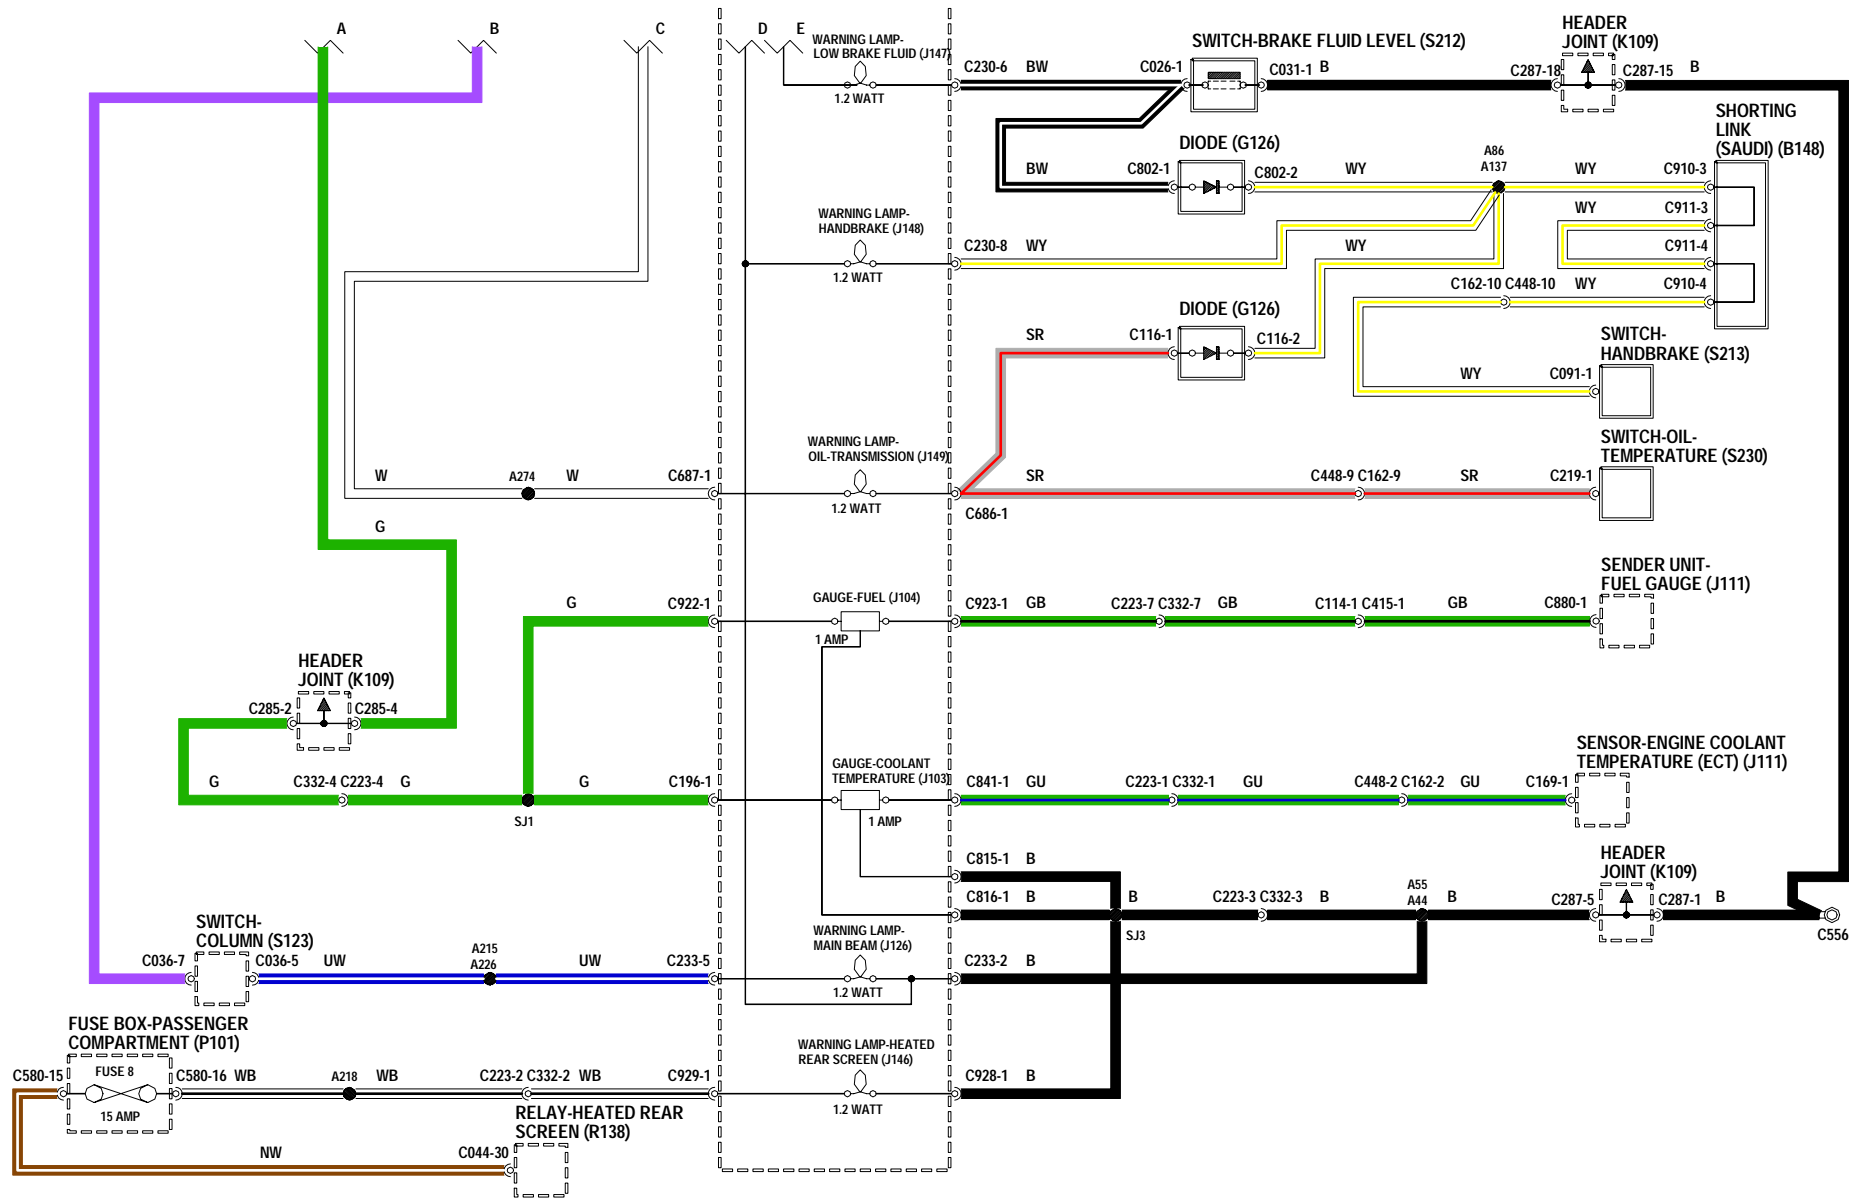 A
B
C
D
E
WARNING LAMP-
LOW BRAKE FLUID (J147)
1.2 WATT
C230-6
BW
C026-1
SWITCH-BRAKE FLUID LEVEL (S212)
C031-1
B
C287-18
HEADER
JOINT (K109)
C287-15
B
SHORTING
LINK
(SAUDI) (B148)
BW
C802-1
DIODE (G126)
C802-2
WY
A86
A137
WY
C910-3
WY
C911-3
C911-4
WARNING LAMP-
HANDBRAKE (J148)
1.2 WATT
C230-8
WY
WY
C162-10
C448-10
WY
C910-4
SR
C116-1
DIODE (G126)
C116-2
SWITCH-
HANDBRAKE (S213)
WY
C091-1
SWITCH-OIL-
TEMPERATURE (S230)
W
A274
W
C687-1
WARNING LAMP-
OIL-TRANSMISSION (J149)
1.2 WATT
C686-1
SR
C448-9
C162-9
SR
C219-1
G
G
C922-1
GAUGE-FUEL (J104)
1 AMP
C923-1
GB
C223-7
C332-7
GB
C114-1
C415-1
GB
C880-1
SENDER UNIT-
FUEL GAUGE (J111)
HEADER
JOINT (K109)
C285-2
C285-4
G
C332-4
C223-4
G
SJ1
G
C196-1
GAUGE-COOLANT
TEMPERATURE (J103)
1 AMP
C841-1
GU
C223-1
C332-1
GU
C448-2
C162-2
GU
C169-1
SENSOR-ENGINE COOLANT
TEMPERATURE (ECT) (J111)
C815-1
B
C816-1
B
B
SJ3
C223-3
C332-3
B
A55
A44
B
C287-5
HEADER
JOINT (K109)
C287-1
B
C556
SWITCH-
COLUMN (S123)
C036-7
C036-5
UW
A215
A226
UW
C233-5
WARNING LAMP-
MAIN BEAM (J126)
1.2 WATT
C233-2
B
FUSE BOX-PASSENGER
COMPARTMENT (P101)
C580-15
FUSE 8
15 AMP
C580-16
WB
A218
WB
C223-2
C332-2
WB
C929-1
WARNING LAMP-HEATED
REAR SCREEN (J146)
1.2 WATT
C928-1
B
RELAY-HEATED REAR
SCREEN (R138)
NW
C044-30